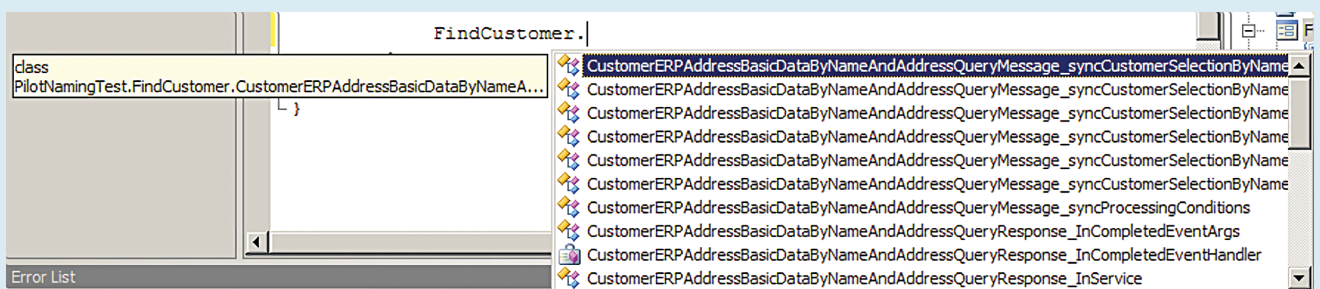 FindCustomer.
F
class
PilotNamingTest.FindCustomer.CustomerERPAddressBasicDataByNameA...
}
CustomerERPAddressBasicDataByNameAndAddressQueryMessage_syncCustomerSelectionByName
CustomerERPAddressBasicDataByNameAndAddressQueryMessage_syncCustomerSelectionByName
CustomerERPAddressBasicDataByNameAndAddressQueryMessage_syncCustomerSelectionByName
CustomerERPAddressBasicDataByNameAndAddressQueryMessage_syncCustomerSelectionByName
CustomerERPAddressBasicDataByNameAndAddressQueryMessage_syncCustomerSelectionByName
CustomerERPAddressBasicDataByNameAndAddressQueryMessage_syncCustomerSelectionByName
CustomerERPAddressBasicDataByNameAndAddressQueryMessage_syncProcessingConditions
CustomerERPAddressBasicDataByNameAndAddressQueryResponse_InCompletedEventArgs
CustomerERPAddressBasicDataByNameAndAddressQueryResponse_InCompletedEventHandler
CustomerERPAddressBasicDataByNameAndAddressQueryResponse_InService
Error List